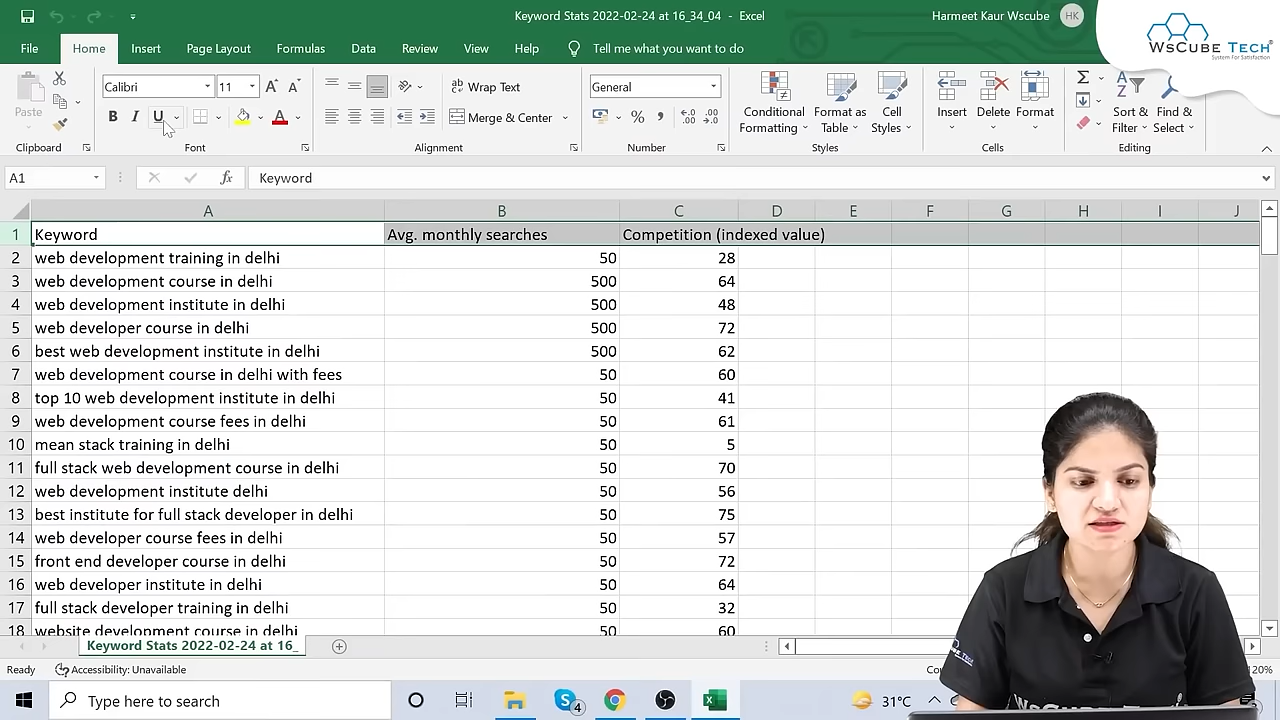 Keyword Stats 2022-02-24 at 16_34_04 - Excel
Harmeet Kaur Wscube
HK
WsCube Tech
System For Satisfaction
File Home Insert Page Layout Formulas Data Review View Help Tell me what you want to do
Paste
Calibri 11
Wrap Text
General
B I U A
Merge & Center
% ,
Conditional Formatting
Format as Table
Cell Styles
Insert Delete Format
Sort & Filter
Find & Select
Clipboard Font Alignment Number Styles Cells Editing
A1 fx Keyword
A B C D E F G H I J
1 Keyword Avg. monthly searches Competition (indexed value)
2 web development training in delhi 50 28
3 web development course in delhi 500 64
4 web development institute in delhi 500 48
5 web developer course in delhi 500 72
6 best web development institute in delhi 500 62
7 web development course in delhi with fees 50 60
8 top 10 web development institute in delhi 50 41
9 web development course fees in delhi 50 61
10 mean stack training in delhi 50 5
11 full stack web development course in delhi 50 70
12 web development institute delhi 50 56
13 best institute for full stack developer in delhi 50 75
14 web developer course fees in delhi 50 57
15 front end developer course in delhi 50 72
16 web developer institute in delhi 50 64
17 full stack developer training in delhi 50 32
18 website development course in delhi 50 60
Keyword Stats 2022-02-24 at 16_
Ready Accessibility: Unavailable 120%
Type here to search
4
31°C
WsCube Tech